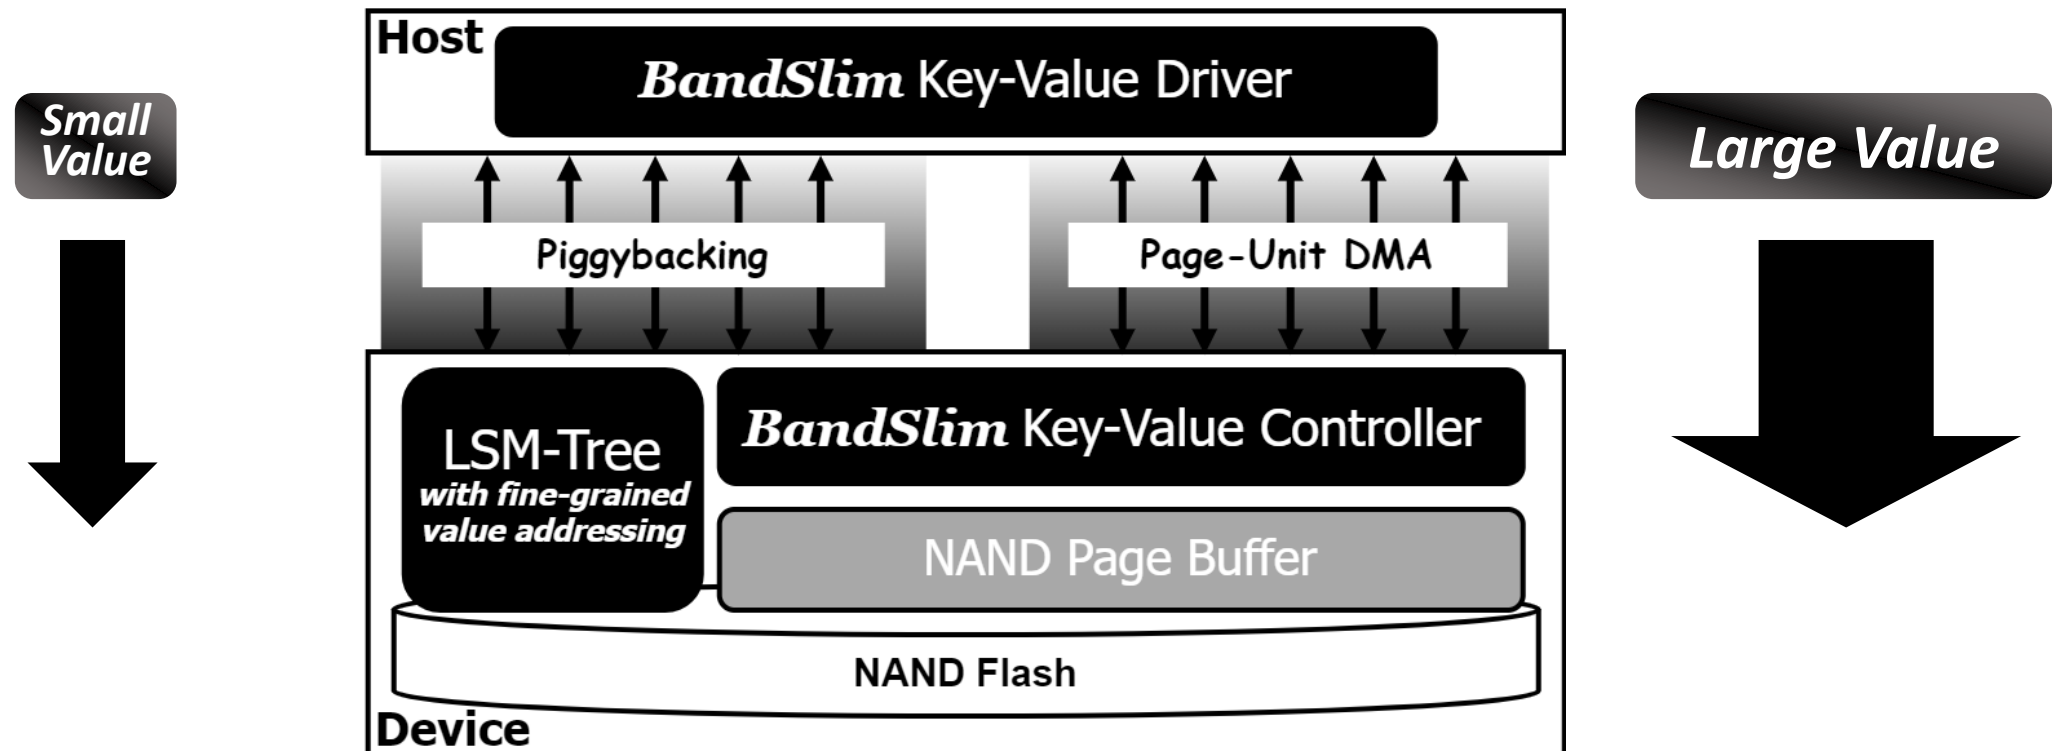 Host
BandSlim Key-Value Driver
Small
Value
Large Value
Piggybacking
Page-Unit DMA
LSM-Tree
with fine-grained
value addressing
BandSlim Key-Value Controller
NAND Page Buffer
NAND Flash
Device